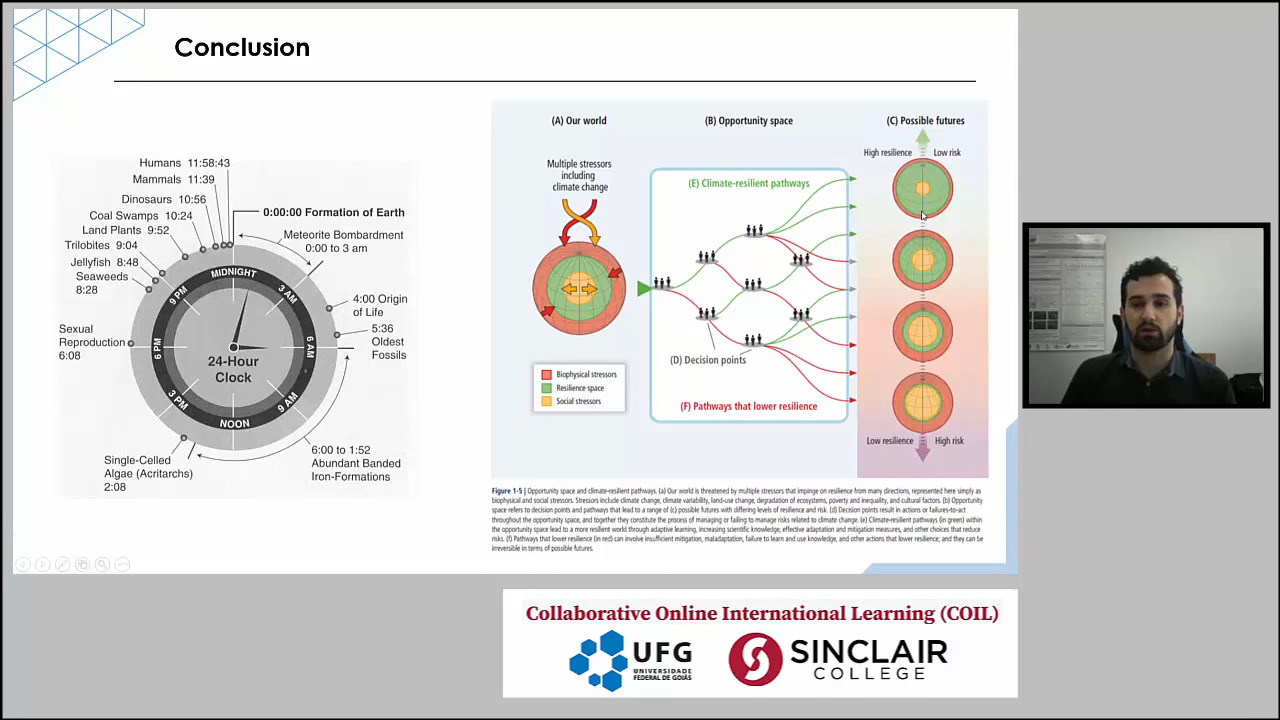 Conclusion
Humans 11:58:43
Mammals 11:39
Dinosaurs 10:56
Coal Swamps 10:24
Land Plants 9:52
Trilobites 9:04
Jellyfish 8:48
Seaweeds
8:28
Sexual
Reproduction
6:08
Single-Celled
Algae (Acritarchs)
2:08
0:00:00 Formation of Earth
Meteorite Bombardment
0:00 to 3 am
4:00 Origin
of Life
5:36
Oldest
Fossils
6:00 to 1:52
Abundant Banded
Iron-Formations
MIDNIGHT
3 AM
6 AM
9 AM
NOON
3 PM
6 PM
9 PM
24-Hour
Clock
(A) Our world
(B) Opportunity space
(C) Possible futures
Multiple stressors
including
climate change
Biophysical stressors
Resilience space
Social stressors
(E) Climate-resilient pathways
(D) Decision points
(F) Pathways that lower resilience
High resilience
Low risk
Low resilience
High risk
Figure 1-5 | Opportunity space and climate-resilient pathways. (a) Our world is threatened by multiple stressors that impinge on resilience from many directions, represented here simply as
biophysical and social stressors. Stressors include climate change, climate variability, land-use change, degradation of ecosystems, poverty and inequality, and cultural factors. (b) Opportunity
space refers to decision points and pathways that lead to a range of (c) possible futures with differing levels of resilience and risk. (d) Decision points result in actions or failures-to-act
throughout the opportunity space, and together they constitute the process of managing or failing to manage risks related to climate change. (e) Climate-resilient pathways (in green) within
the opportunity space lead to a more resilient world through adaptive learning, increasing scientific knowledge, effective adaptation and mitigation measures, and other choices that reduce
risks. (f) Pathways that lower resilience (in red) can involve insufficient mitigation, maladaptation, failure to learn and use knowledge, and other actions that lower resilience; and they can be
irreversible in terms of possible futures.
Collaborative Online International Learning (COIL)
UFG
UNIVERSIDADE
FEDERAL DE GOIÁS
SINCLAIR
COLLEGE